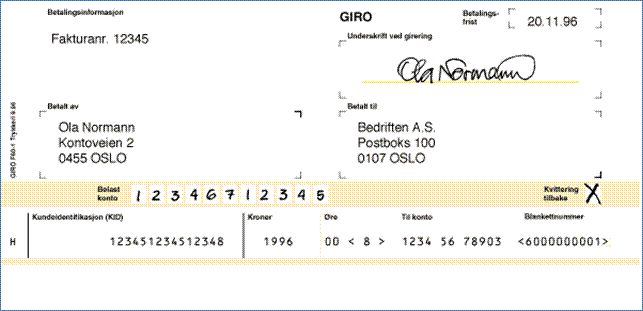 Betalingsinformasjon
Fakturanr. 12345
GIRO
Betalings-
frist
20.11.96
Underskrift ved girering
Ola Normann
Betalt av
Ola Normann
Kontoveien 2
0455 OSLO
Betalt til
Bedriften A.S.
Postboks 100
0107 OSLO
GIRO F60-1 Trykkeri 9.96
Belast
konto
1 2 3 4 6 7 1 2 3 4 5
Kvittering
tilbake
X
Kundeidentifikasjon (KID)
Kroner
Øre
Til konto
Blankettnummer
H
123451234512348
1996
00 < 8 >
1234 56 78903
<6000000001>